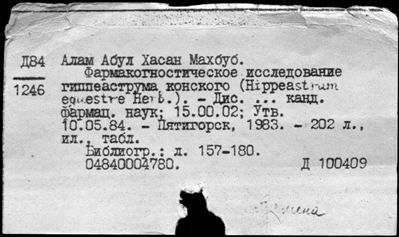 Д84 Алам Абул Хасан Махбуб.
Фармакогностическое исследование
1246 гиппеаструма конского (Hippeastrum
equestre Herb.). - Дис. ... канд.
фармац. наук; 15.00.02; Утв.
10.05.84. - Пятигорск, 1983. - 202 л.,
ил., табл.
Библиогр.: л. 157-180.
04840004780. Д 100409